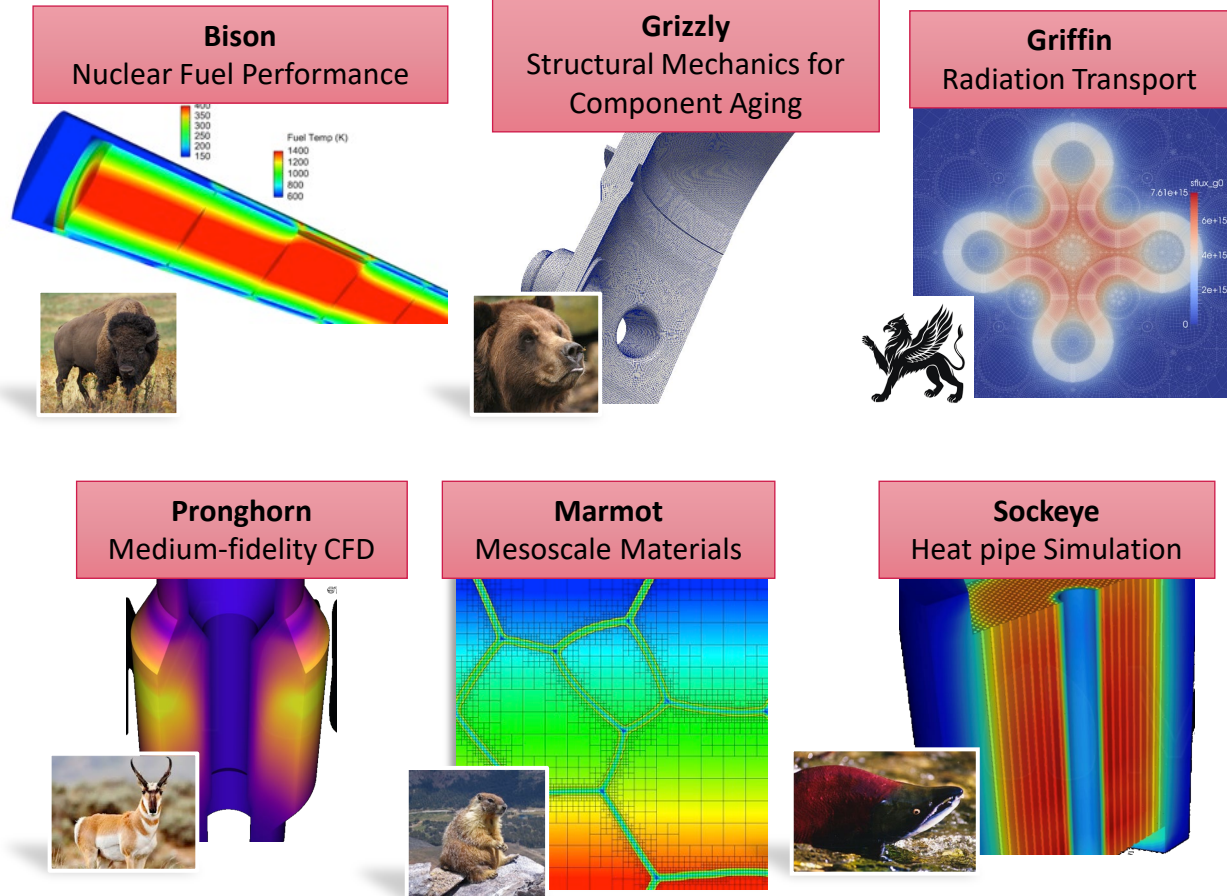 Bison
Nuclear Fuel Performance
Grizzly
Structural Mechanics for
Component Aging
Griffin
Radiation Transport
400
350
300
250
200
150
Fuel Temp (K)
1400
1200
1000
800
600
sflux_g0
7.61e+15
6e+15
4e+15
2e+15
0
Pronghorn
Medium-fidelity CFD
Marmot
Mesoscale Materials
Sockeye
Heat pipe Simulation